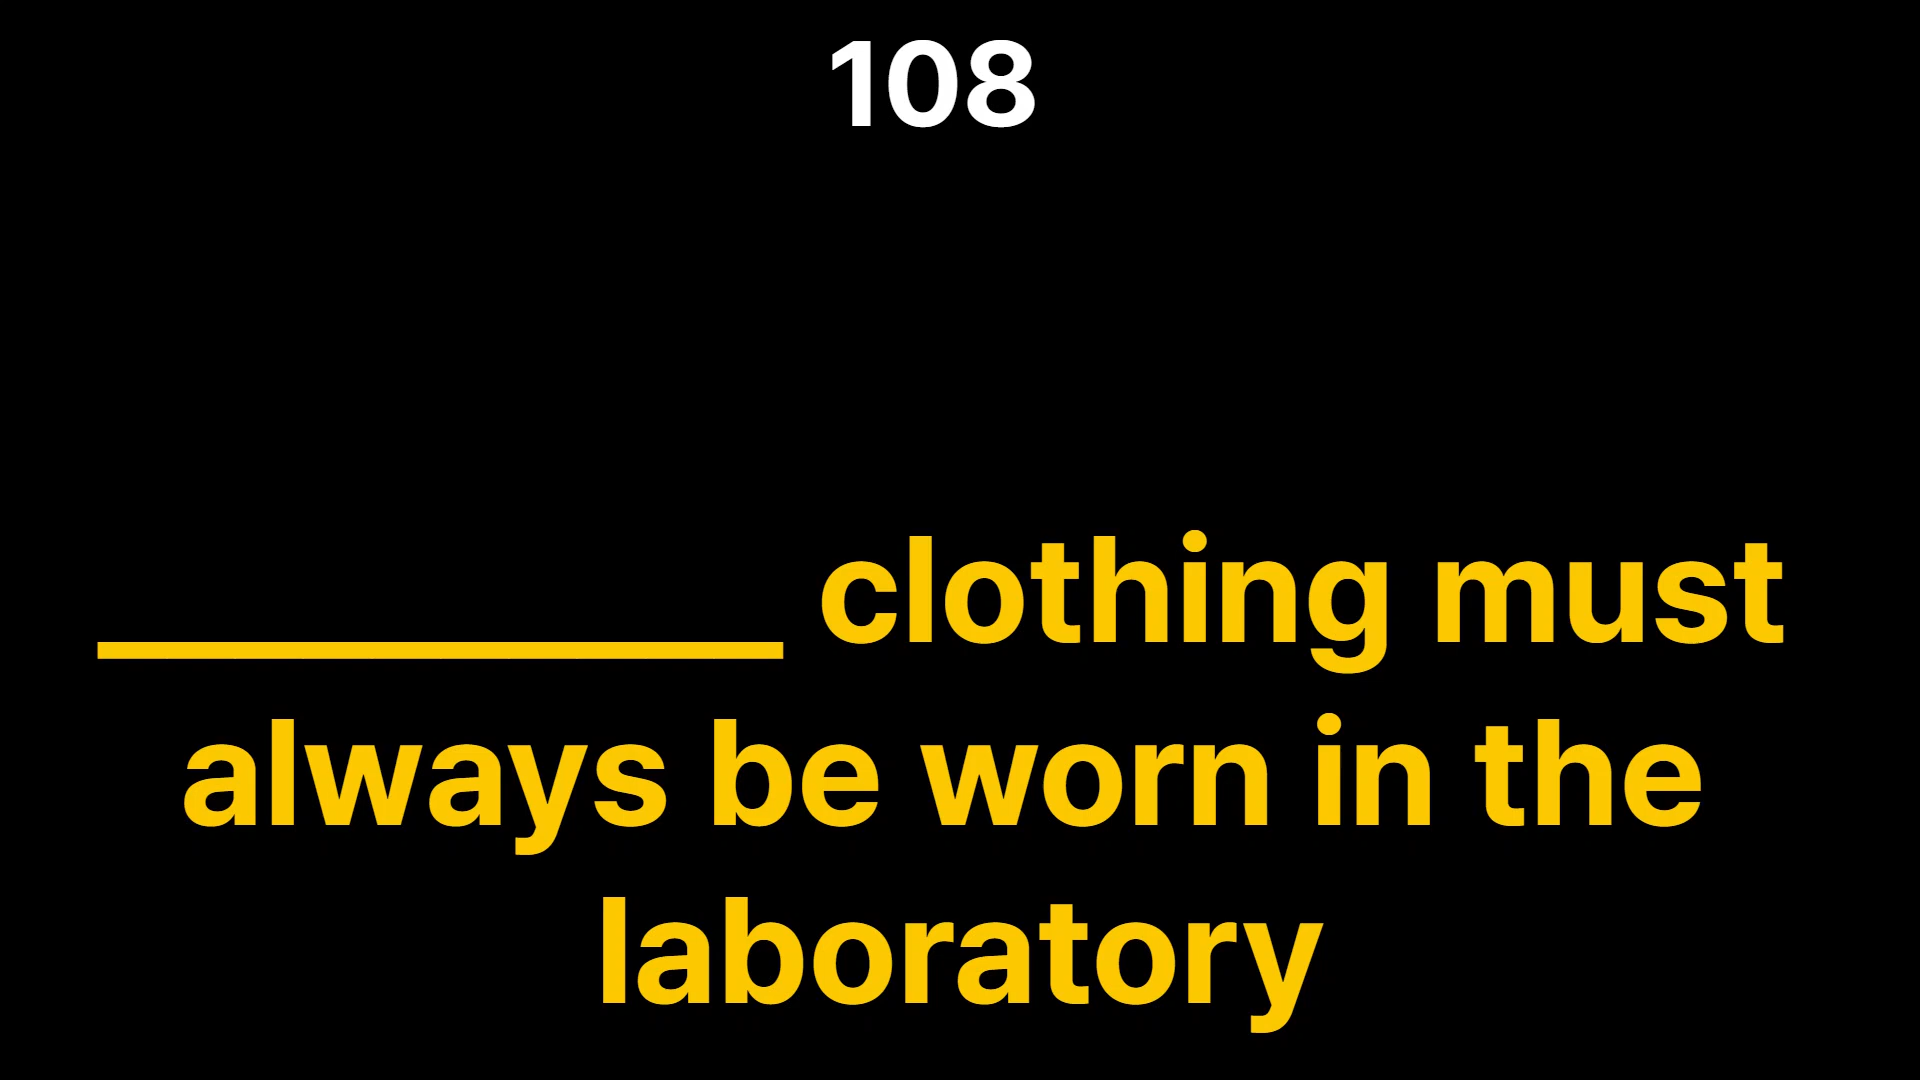 108
__________ clothing must
always be worn in the
laboratory